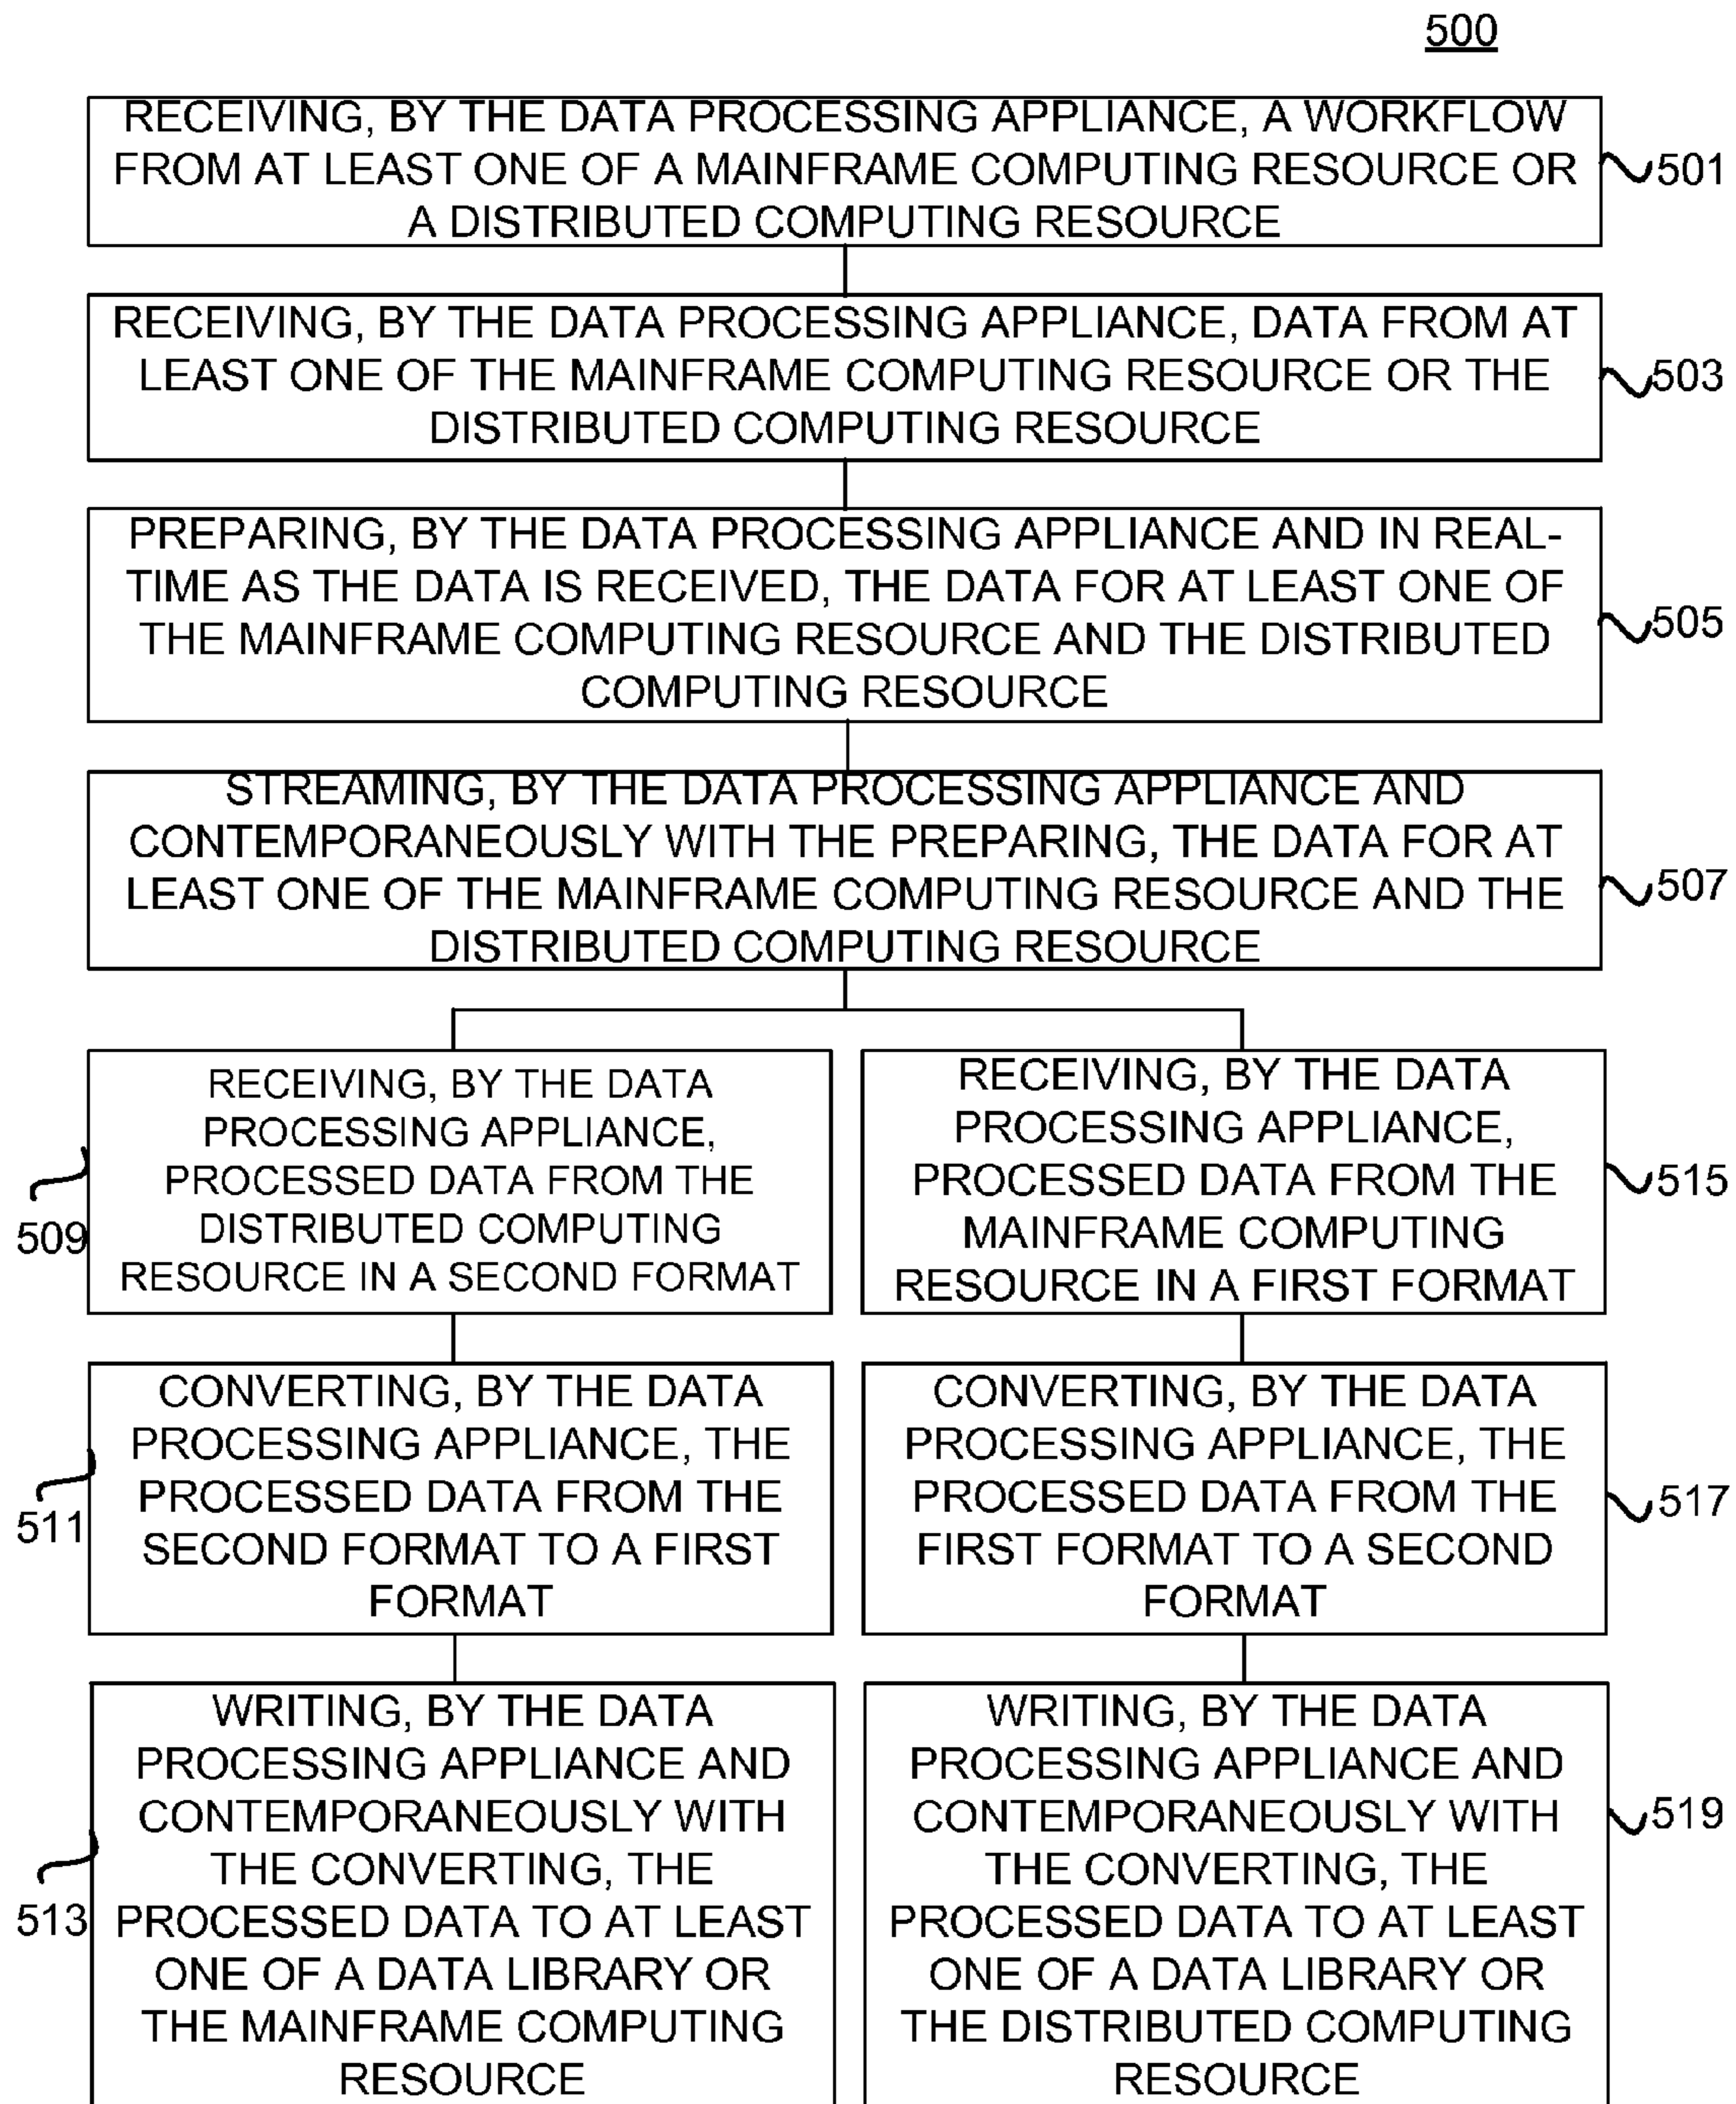 500
RECEIVING, BY THE DATA PROCESSING APPLIANCE, A WORKFLOW
FROM AT LEAST ONE OF A MAINFRAME COMPUTING RESOURCE OR
A DISTRIBUTED COMPUTING RESOURCE
501
RECEIVING, BY THE DATA PROCESSING APPLIANCE, DATA FROM AT
LEAST ONE OF THE MAINFRAME COMPUTING RESOURCE OR THE
DISTRIBUTED COMPUTING RESOURCE
503
PREPARING, BY THE DATA PROCESSING APPLIANCE AND IN REAL-
TIME AS THE DATA IS RECEIVED, THE DATA FOR AT LEAST ONE OF
THE MAINFRAME COMPUTING RESOURCE AND THE DISTRIBUTED
COMPUTING RESOURCE
505
STREAMING, BY THE DATA PROCESSING APPLIANCE AND
CONTEMPORANEOUSLY WITH THE PREPARING, THE DATA FOR AT
LEAST ONE OF THE MAINFRAME COMPUTING RESOURCE AND THE
DISTRIBUTED COMPUTING RESOURCE
507
RECEIVING, BY THE DATA
PROCESSING APPLIANCE,
PROCESSED DATA FROM THE
DISTRIBUTED COMPUTING
RESOURCE IN A SECOND FORMAT
509
CONVERTING, BY THE DATA
PROCESSING APPLIANCE, THE
PROCESSED DATA FROM THE
SECOND FORMAT TO A FIRST
FORMAT
511
WRITING, BY THE DATA
PROCESSING APPLIANCE AND
CONTEMPORANEOUSLY WITH
THE CONVERTING, THE
PROCESSED DATA TO AT LEAST
ONE OF A DATA LIBRARY OR
THE MAINFRAME COMPUTING
RESOURCE
513
RECEIVING, BY THE DATA
PROCESSING APPLIANCE,
PROCESSED DATA FROM THE
MAINFRAME COMPUTING
RESOURCE IN A FIRST FORMAT
515
CONVERTING, BY THE DATA
PROCESSING APPLIANCE, THE
PROCESSED DATA FROM THE
FIRST FORMAT TO A SECOND
FORMAT
517
WRITING, BY THE DATA
PROCESSING APPLIANCE AND
CONTEMPORANEOUSLY WITH
THE CONVERTING, THE
PROCESSED DATA TO AT LEAST
ONE OF A DATA LIBRARY OR
THE DISTRIBUTED COMPUTING
RESOURCE
519